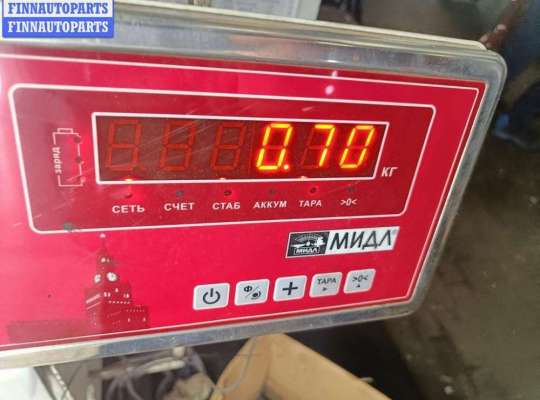 FINNAUTOPARTS
FINNAUTOPARTS
заряд
0.70
кг
СЕТЬ СЧЕТ СТАБ АККУМ ТАРА >0<
МИДЛ МИДЛ®
Ф/ + ТАРА >0<